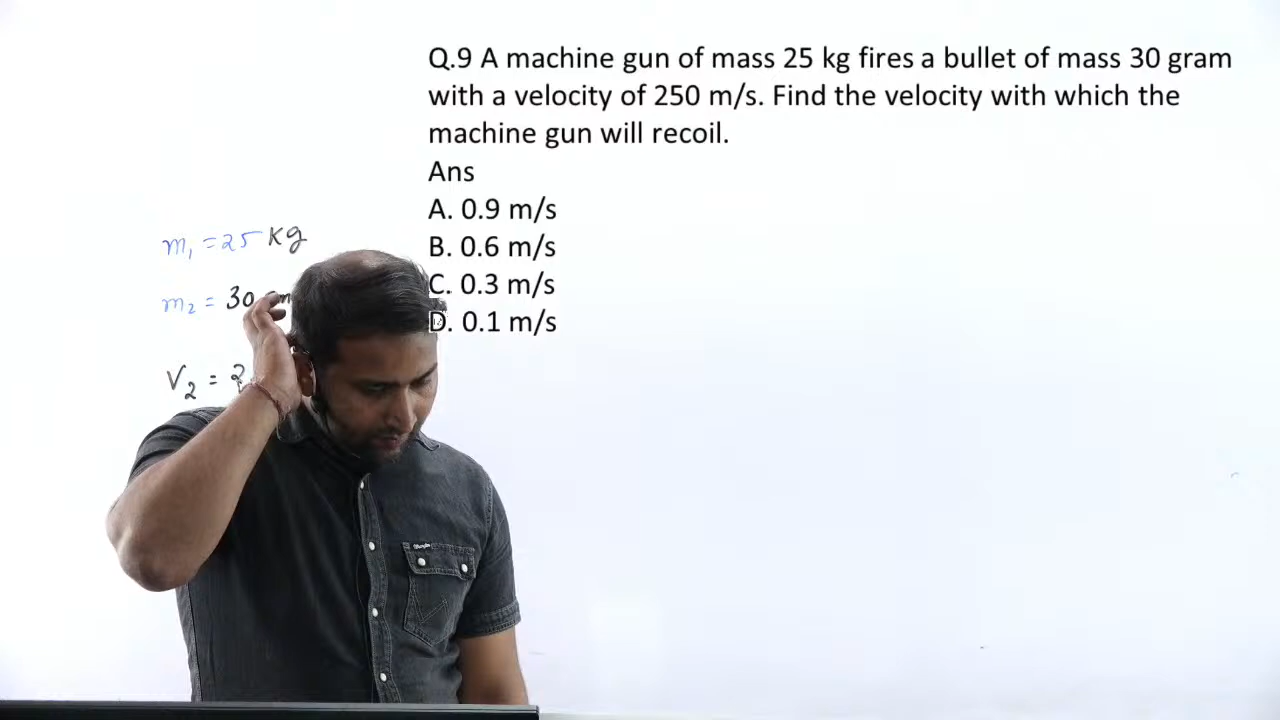 Q.9 A machine gun of mass 25 kg fires a bullet of mass 30 gram
with a velocity of 250 m/s. Find the velocity with which the
machine gun will recoil.
Ans
A. 0.9 m/s
B. 0.6 m/s
C. 0.3 m/s
D. 0.1 m/s
m₁ = 25 kg
m₂ = 30
V₂ =